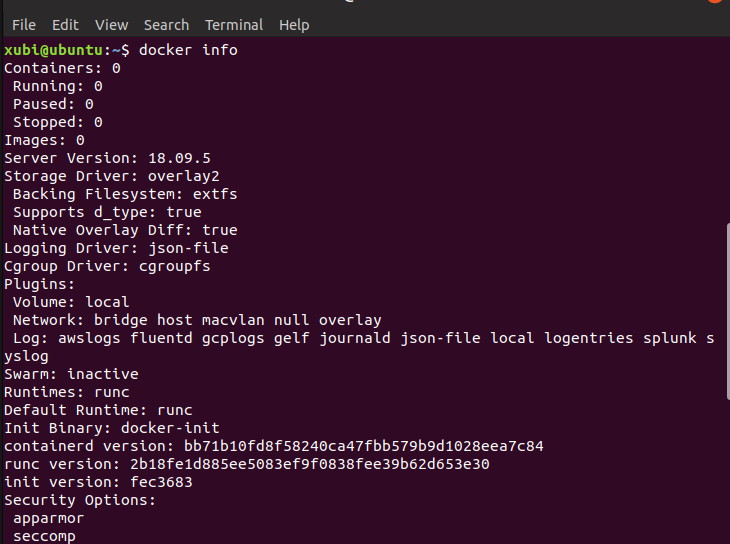 File Edit View Search Terminal Help
xubi@ubuntu:~$ docker info
Containers: 0
 Running: 0
 Paused: 0
 Stopped: 0
Images: 0
Server Version: 18.09.5
Storage Driver: overlay2
 Backing Filesystem: extfs
 Supports d_type: true
 Native Overlay Diff: true
Logging Driver: json-file
Cgroup Driver: cgroupfs
Plugins:
 Volume: local
 Network: bridge host macvlan null overlay
 Log: awslogs fluentd gcplogs gelf journald json-file local logentries splunk s
yslog
Swarm: inactive
Runtimes: runc
Default Runtime: runc
Init Binary: docker-init
containerd version: bb71b10fd8f58240ca47fbb579b9d1028eea7c84
runc version: 2b18fe1d885ee5083ef9f0838fee39b62d653e30
init version: fec3683
Security Options:
 apparmor
 seccomp